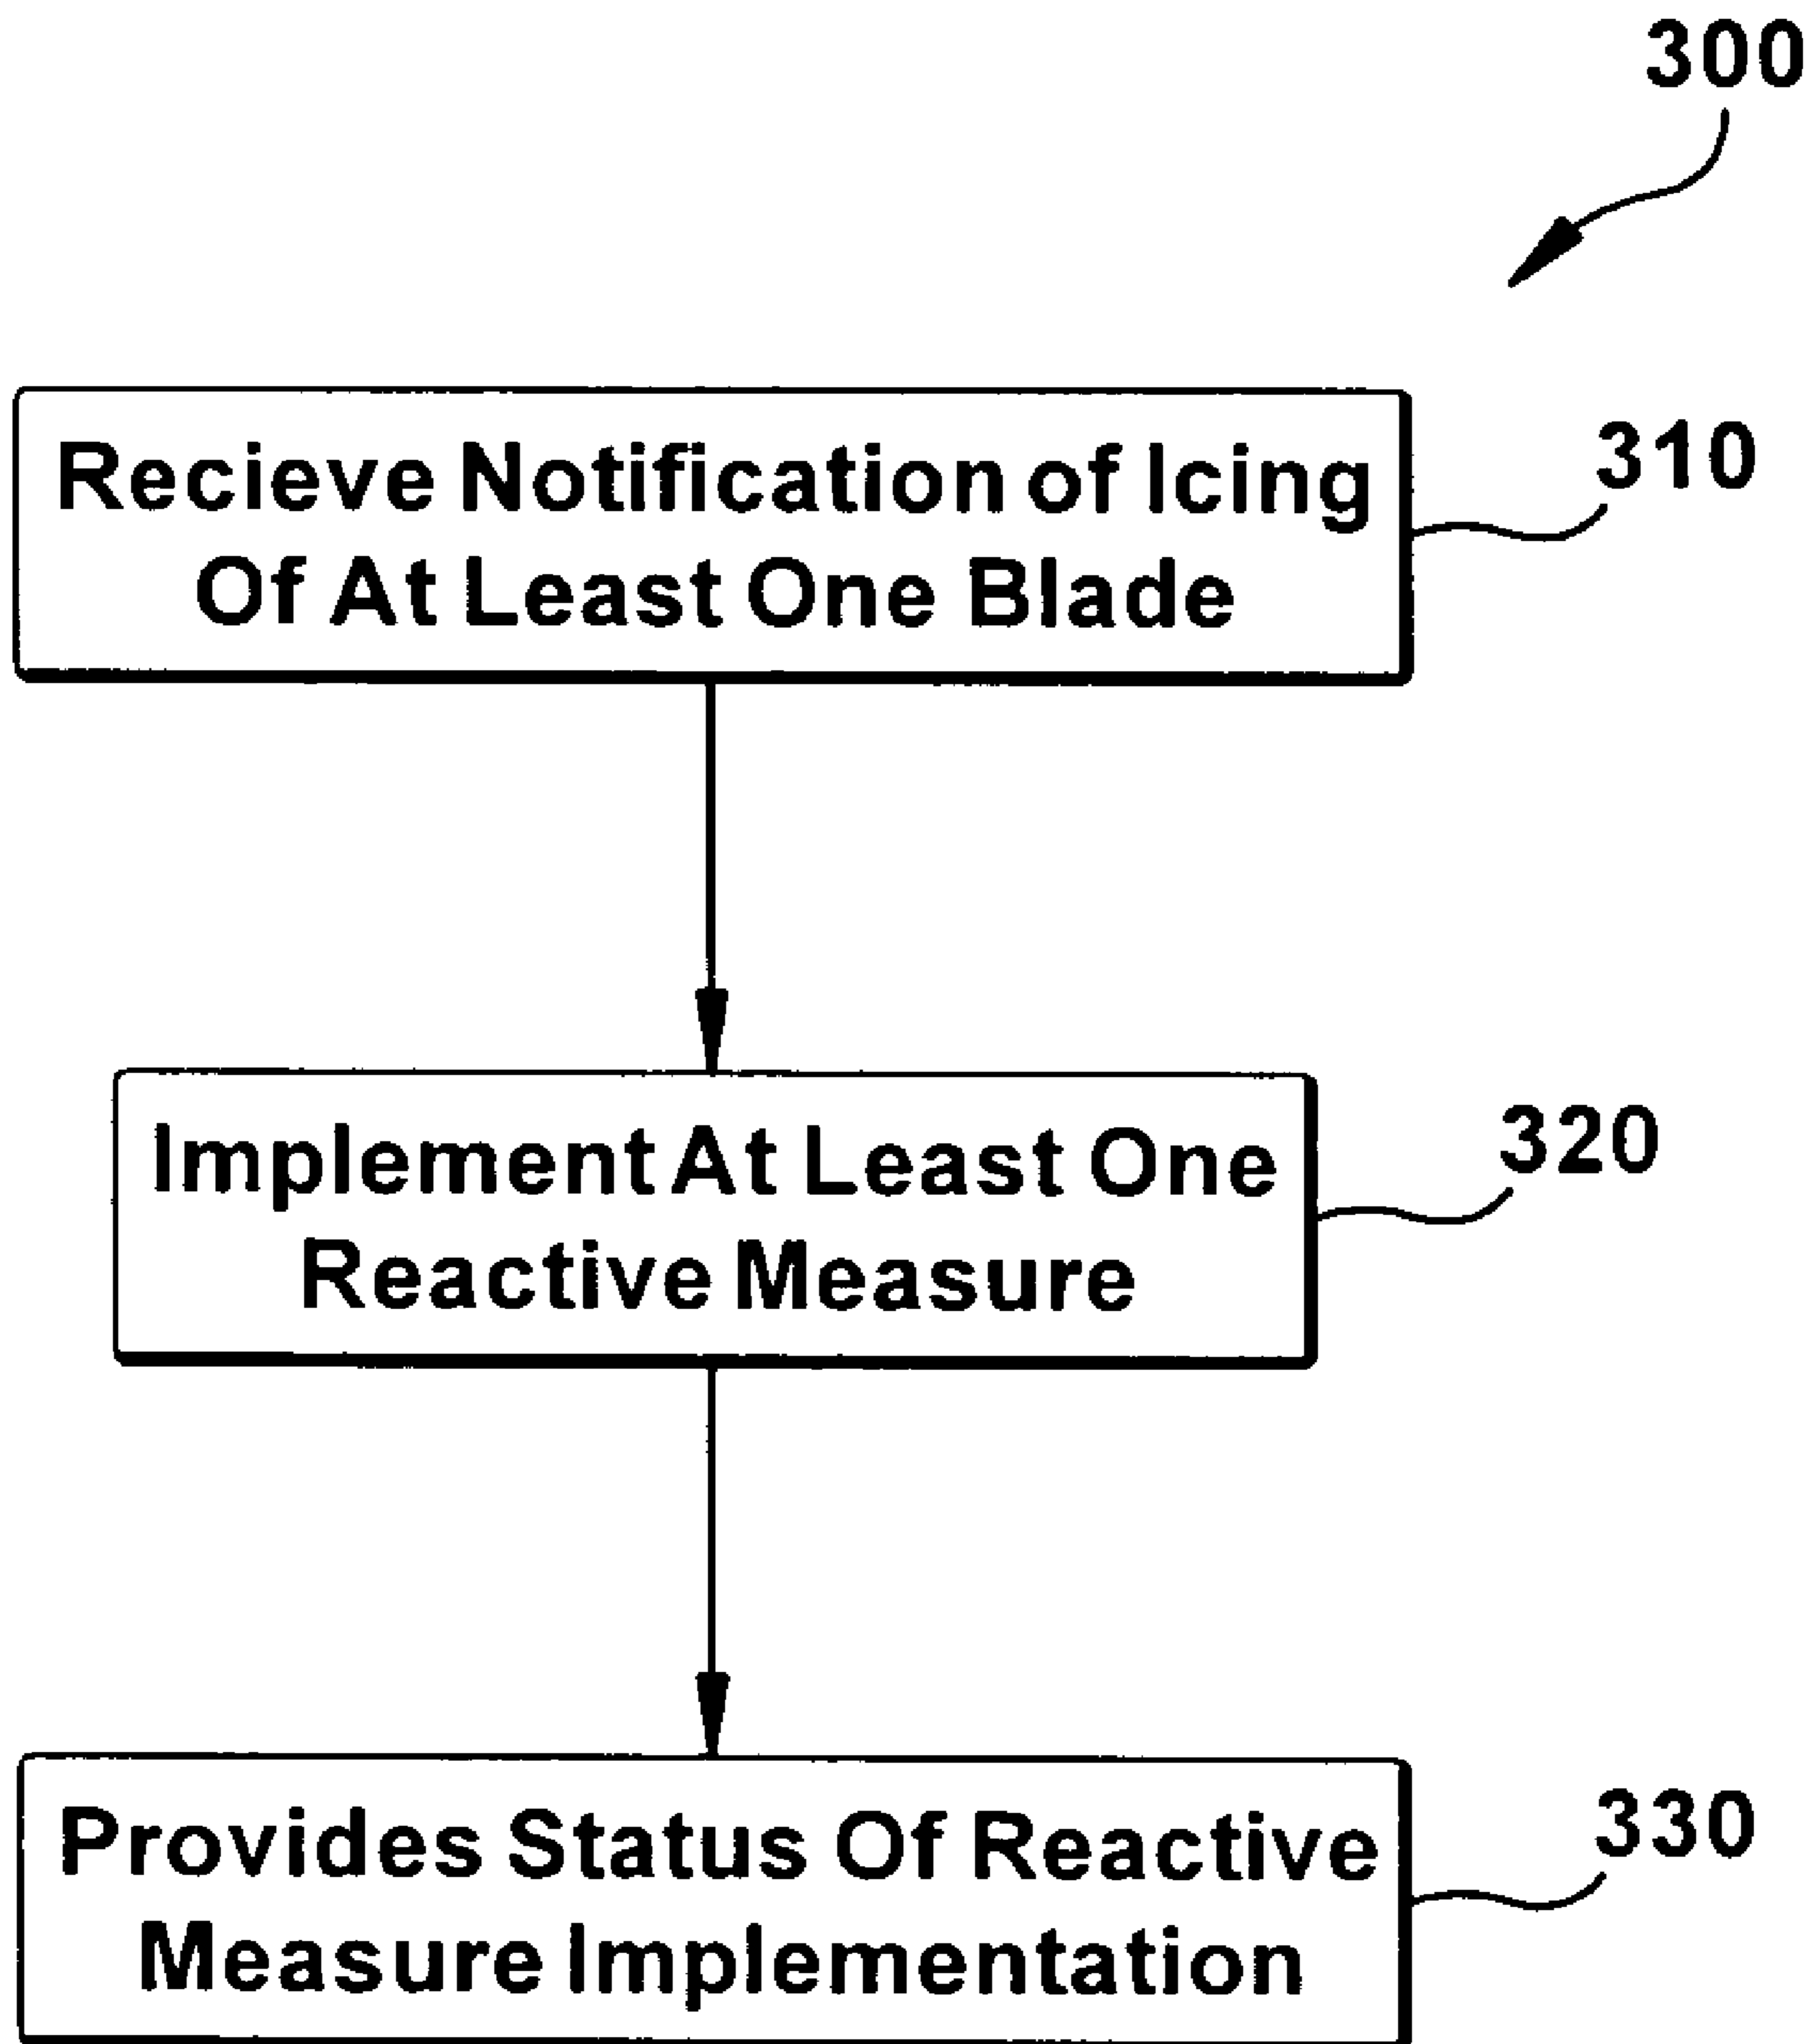 300
Recieve Notification of Icing
Of At Least One Blade
310
Implement At Least One
Reactive Measure
320
Provides Status Of Reactive
Measure Implementation
330